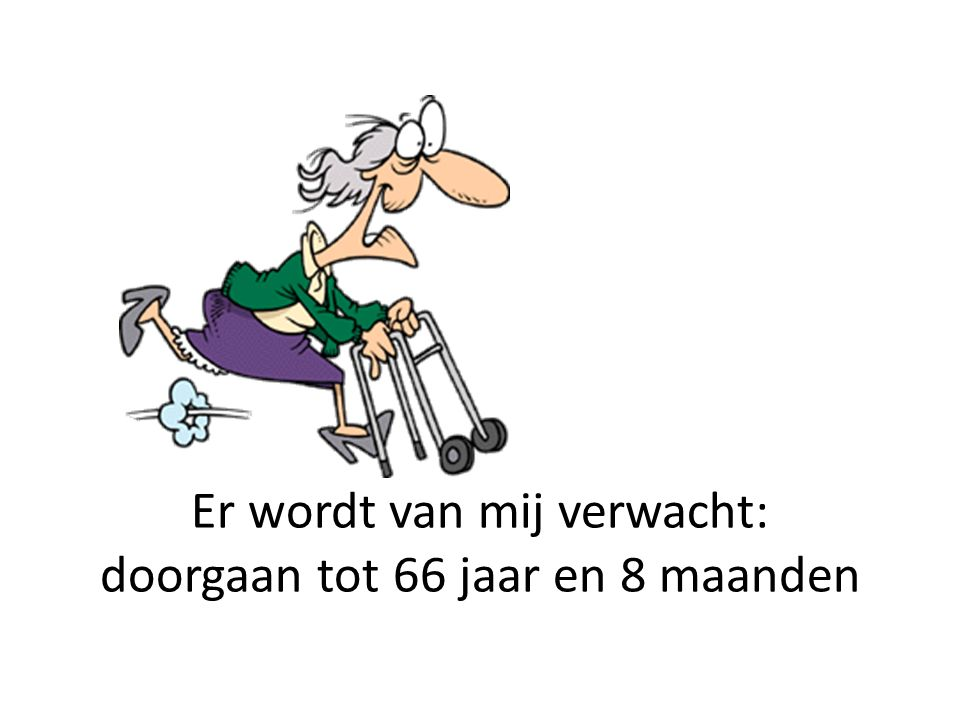 Er wordt van mij verwacht:
doorgaan tot 66 jaar en 8 maanden